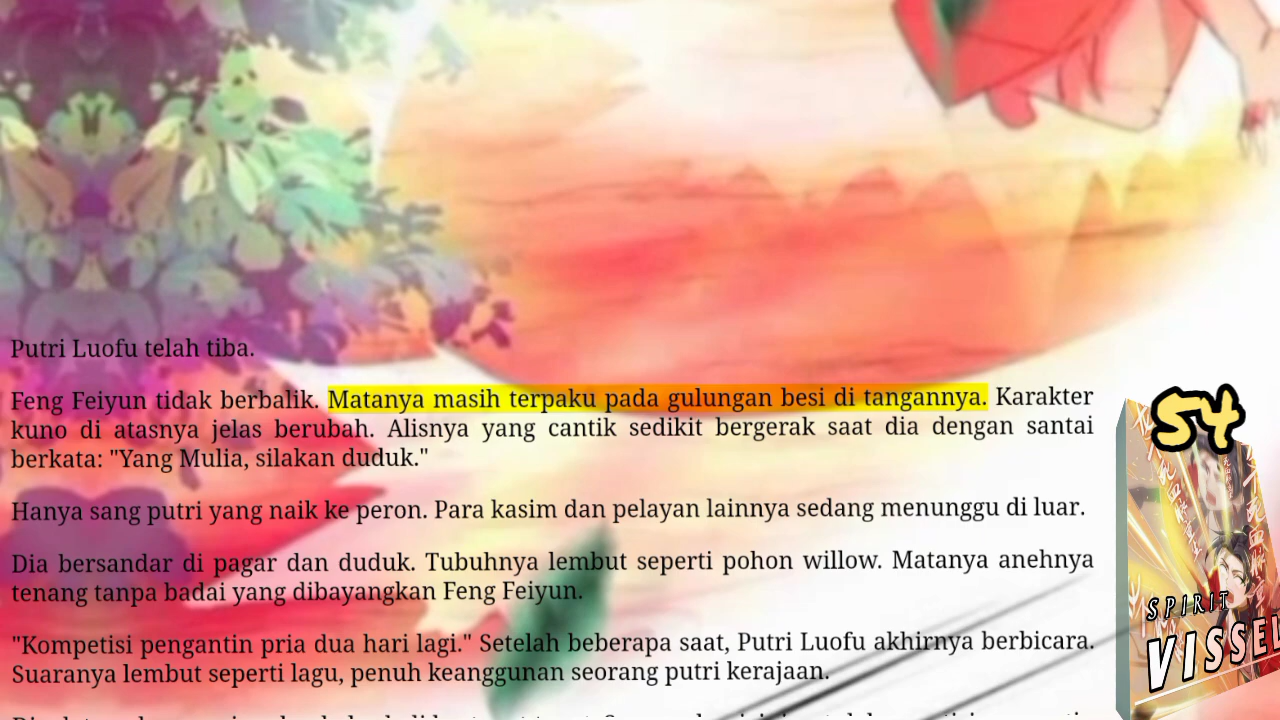 Putri Luofu telah tiba.
Feng Feiyun tidak berbalik. Matanya masih terpaku pada gulungan besi di tangannya. Karakter
kuno di atasnya jelas berubah. Alisnya yang cantik sedikit bergerak saat dia dengan santai
berkata: "Yang Mulia, silakan duduk."
Hanya sang putri yang naik ke peron. Para kasim dan pelayan lainnya sedang menunggu di luar.
Dia bersandar di pagar dan duduk. Tubuhnya lembut seperti pohon willow. Matanya anehnya
tenang tanpa badai yang dibayangkan Feng Feiyun.
"Kompetisi pengantin pria dua hari lagi." Setelah beberapa saat, Putri Luofu akhirnya berbicara.
Suaranya lembut seperti lagu, penuh keanggunan seorang putri kerajaan.
54
SPIRIT
VISSEL